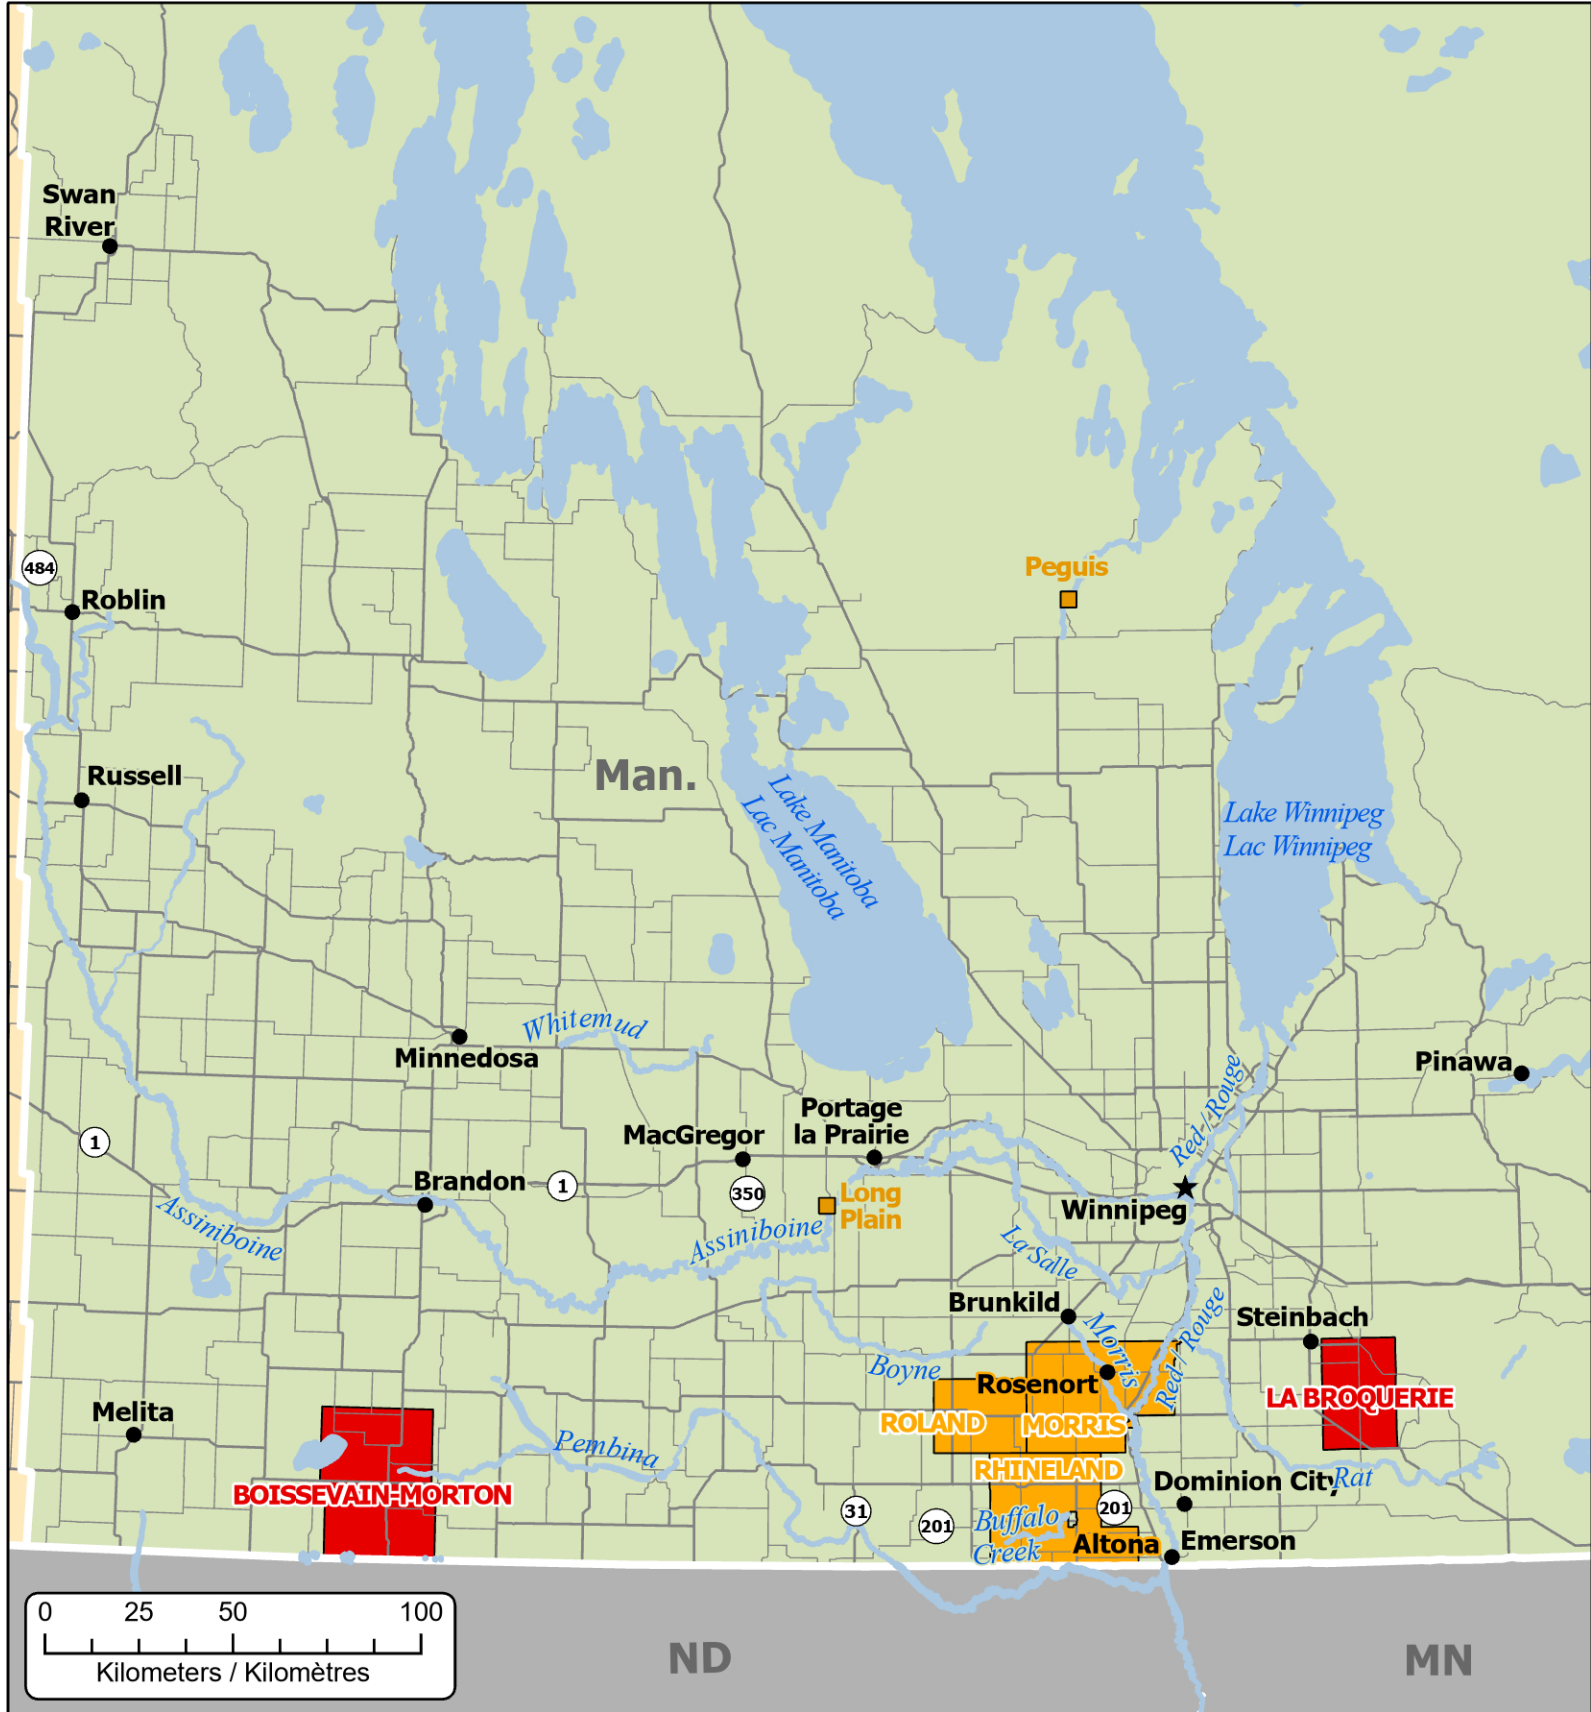 Swan
River
484
Roblin
Peguis
Russell
Man.
Lake Manitoba
Lac Manitoba
Lake Winnipeg
Lac Winnipeg
Whitemud
Minnedosa
Pinawa
Red / Rouge
Portage
la Prairie
MacGregor
1
Brandon
1
350
Long
Plain
Winnipeg
Assiniboine
Assiniboine
La Salle
Brunkild
Morris
Red / Rouge
Steinbach
Boyne
Rosenort
LA BROQUERIE
Melita
ROLAND
MORRIS
Pembina
RHINELAND
Dominion City
Rat
BOISSEVAIN-MORTON
31
201
Buffalo
Creek
201
Altona
Emerson
0 25 50 100
Kilometers / Kilomètres
ND
MN